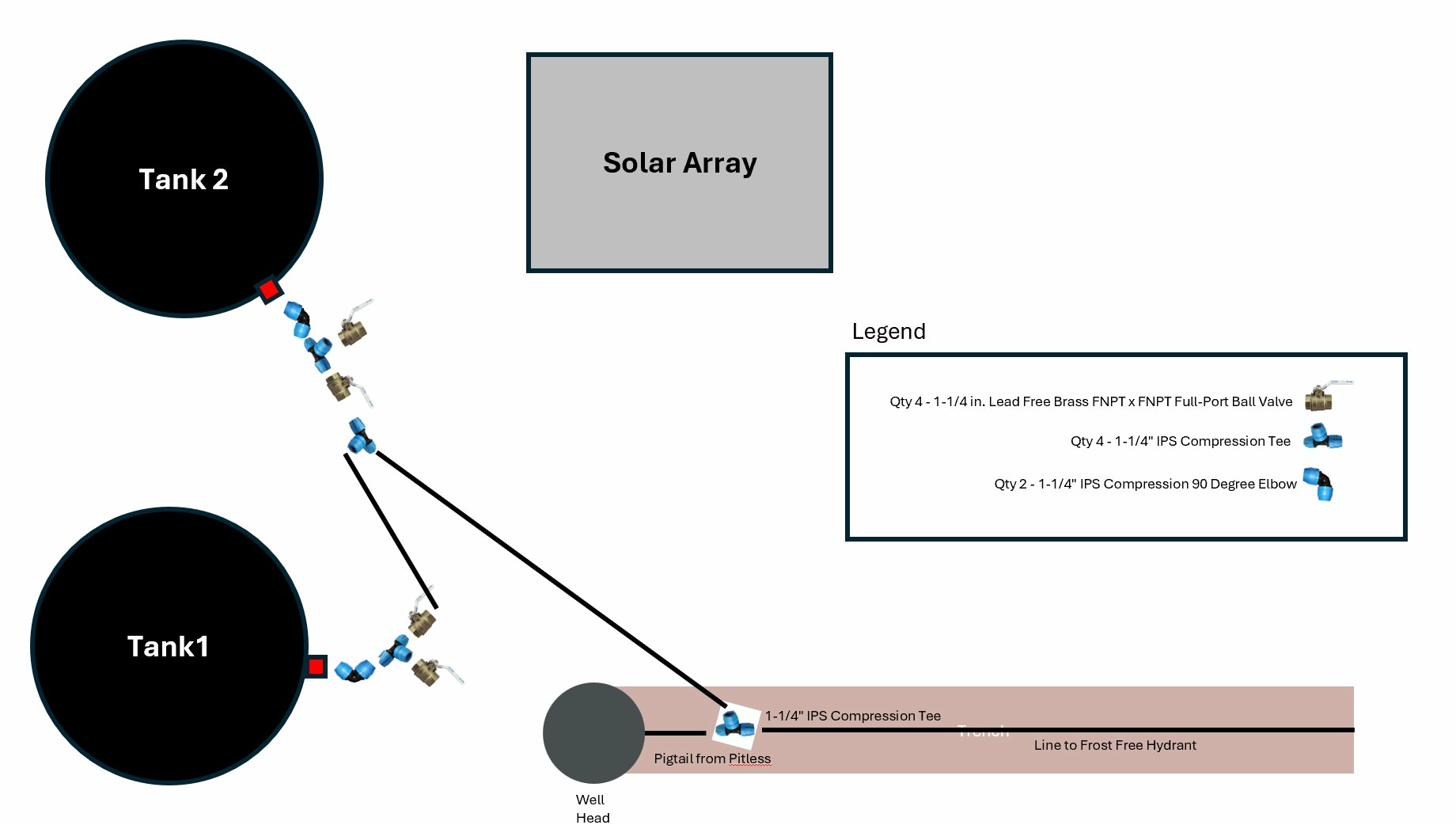 Tank 2
Solar Array
Legend
Qty 4 - 1-1/4 in. Lead Free Brass FNPT x FNPT Full-Port Ball Valve
Qty 4 - 1-1/4" IPS Compression Tee
Qty 2 - 1-1/4" IPS Compression 90 Degree Elbow
Tank1
1-1/4" IPS Compression Tee
Trench
Line to Frost Free Hydrant
Pigtail from Pitless
Well
Head